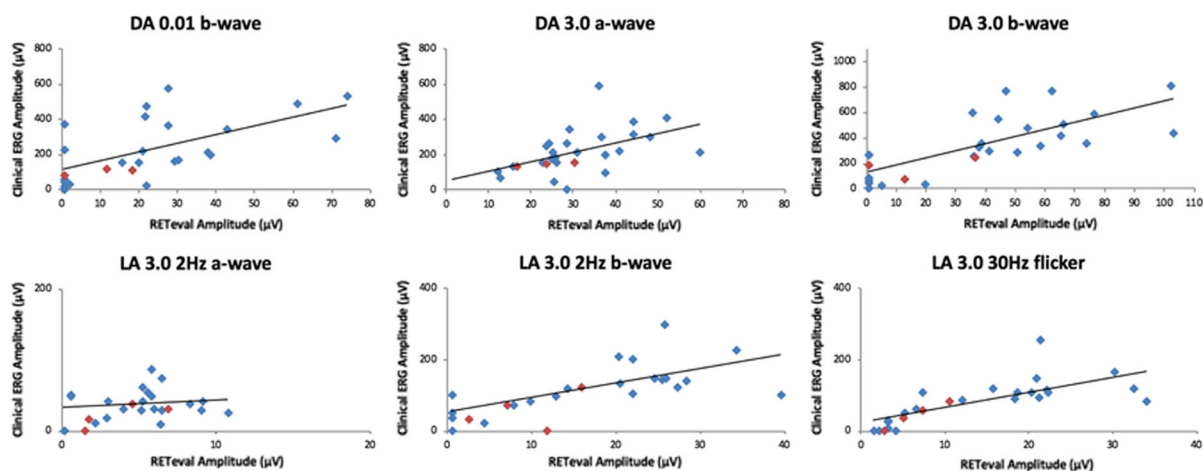 DA 0.01 b-wave
Clinical ERG Amplitude (µV)
800
600
400
200
0
0 10 20 30 40 50 60 70 80
RETeval Amplitude (µV)
DA 3.0 a-wave
Clinical ERG Amplitude (µV)
800
600
400
200
0
0 10 20 30 40 50 60 70
RETeval Amplitude (µV)
DA 3.0 b-wave
Clinical ERG Amplitude (µV)
1000
800
600
400
200
0
0 10 20 30 40 50 60 70 80 90 100 110
RETeval Amplitude (µV)
LA 3.0 2Hz a-wave
Clinical ERG Amplitude (µV)
200
0
0 10 20
RETeval Amplitude (µV)
LA 3.0 2Hz b-wave
Clinical ERG Amplitude (µV)
400
200
0
0 10 20 30 40
RETeval Amplitude (µV)
LA 3.0 30Hz flicker
Clinical ERG Amplitude (µV)
400
200
0
0 10 20 30 40
RETeval Amplitude (µV)